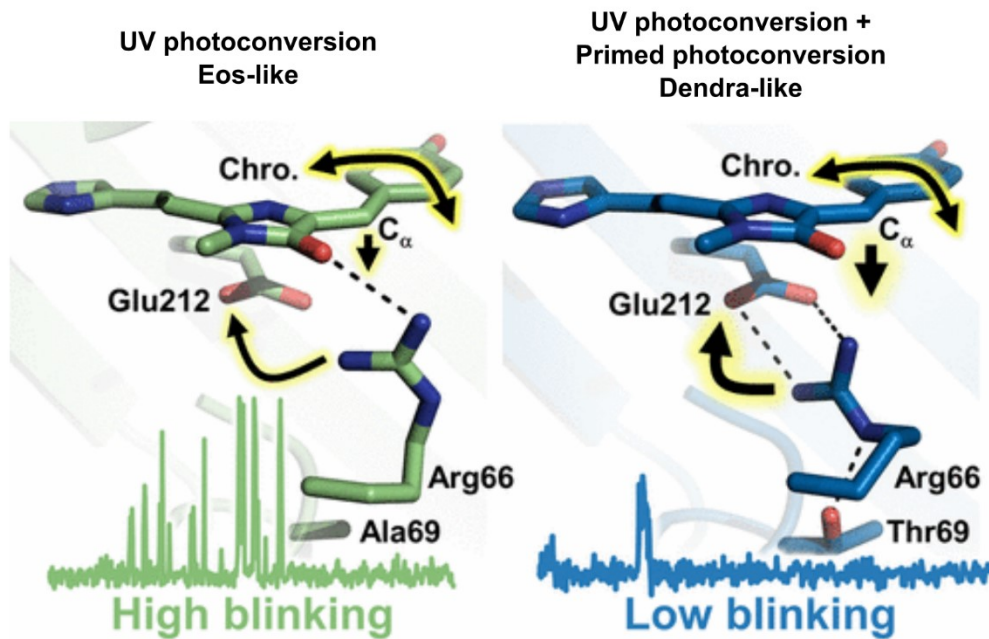 UV photoconversion
Eos-like
UV photoconversion +
Primed photoconversion
Dendra-like
Chro.
Cα
Glu212
Arg66
Ala69
High blinking
Chro.
Cα
Glu212
Arg66
Thr69
Low blinking